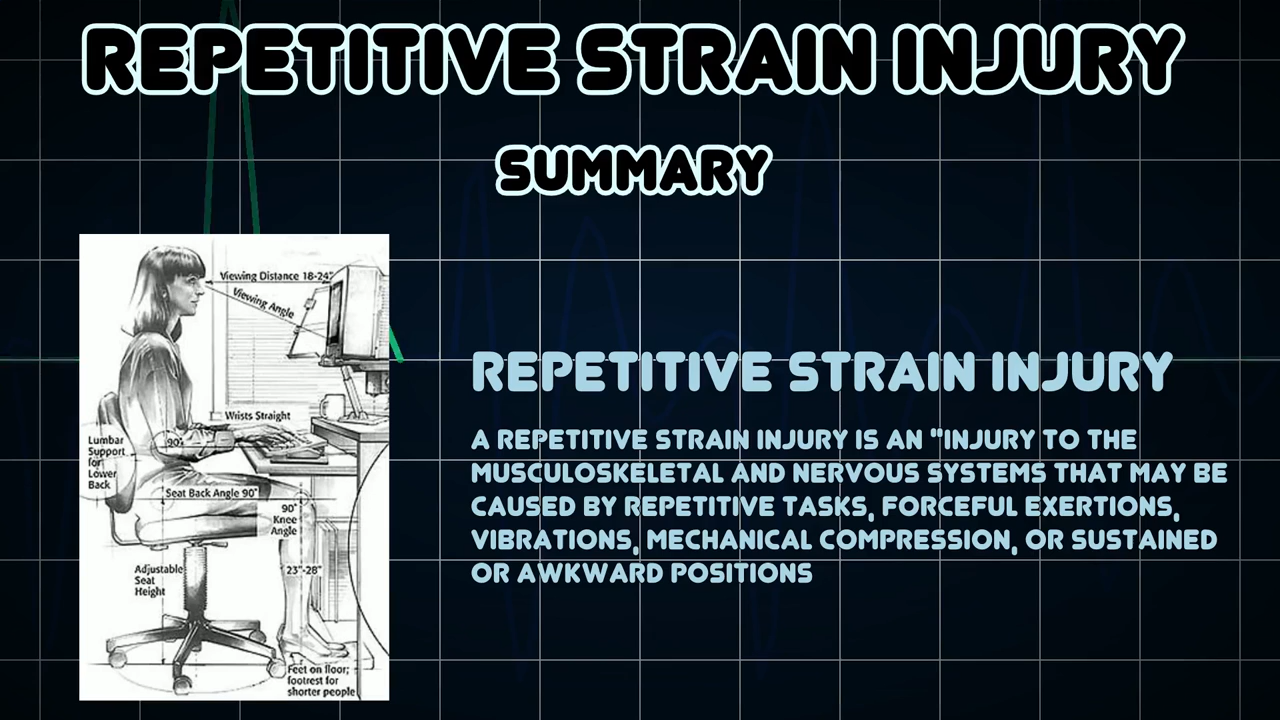 REPETITIVE STRAIN INJURY
SUMMARY
Viewing Distance 18-24"
Viewing Angle
Wrists Straight
90°
Lumbar
Support
for
Lower
Back
Seat Back Angle 90°
90°
Knee
Angle
Adjustable
Seat
Height
23"-28"
Feet on floor;
footrest for
shorter people
REPETITIVE STRAIN INJURY
A REPETITIVE STRAIN INJURY IS AN "INJURY TO THE
MUSCULOSKELETAL AND NERVOUS SYSTEMS THAT MAY BE
CAUSED BY REPETITIVE TASKS, FORCEFUL EXERTIONS,
VIBRATIONS, MECHANICAL COMPRESSION, OR SUSTAINED
OR AWKWARD POSITIONS